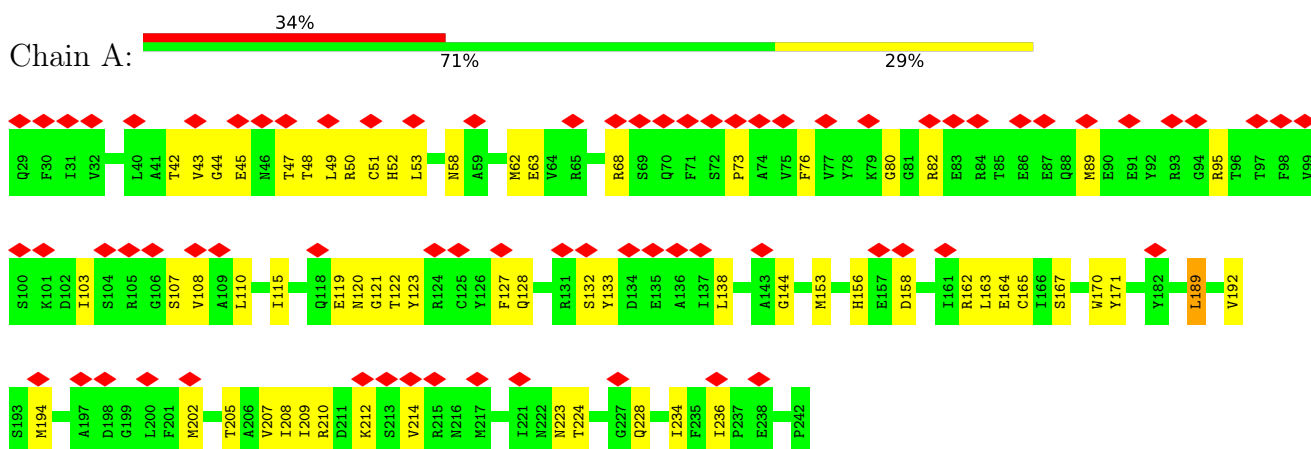 34%
Chain A:
71% 29%
Q29 F30 I31 V32 L40 A41 T42 V43 G44 E45 N46 T47 T48 L49 R50 C51 H52 L53 N58 A59 M62 E63 V64 R65 R68 S69 Q70 F71 S72 P73 A74 V75 F76 V77 Y78 K79 G80 G81 R82 E83 R84 T85 E86 E87 Q88 M89 E90 E91 Y92 R93 G94 R95 T96 T97 F98 V99
S100 K101 D102 I103 S104 R105 G106 S107 V108 A109 L110 I115 Q118 E119 N120 G121 T122 Y123 R124 C125 Y126 F127 Q128 R131 S132 Y133 D134 E135 A136 I137 L138 A143 G144 M153 H156 E157 D158 I161 R162 L163 E164 C165 I166 S167 W170 Y171 Y182 L189 V192
S193 M194 A197 D198 G199 L200 F201 M202 T205 A206 V207 I208 I209 R210 D211 K212 S213 V214 R215 N216 M217 I221 N222 N223 T224 G227 Q228 I234 F235 I236 P237 E238 P242